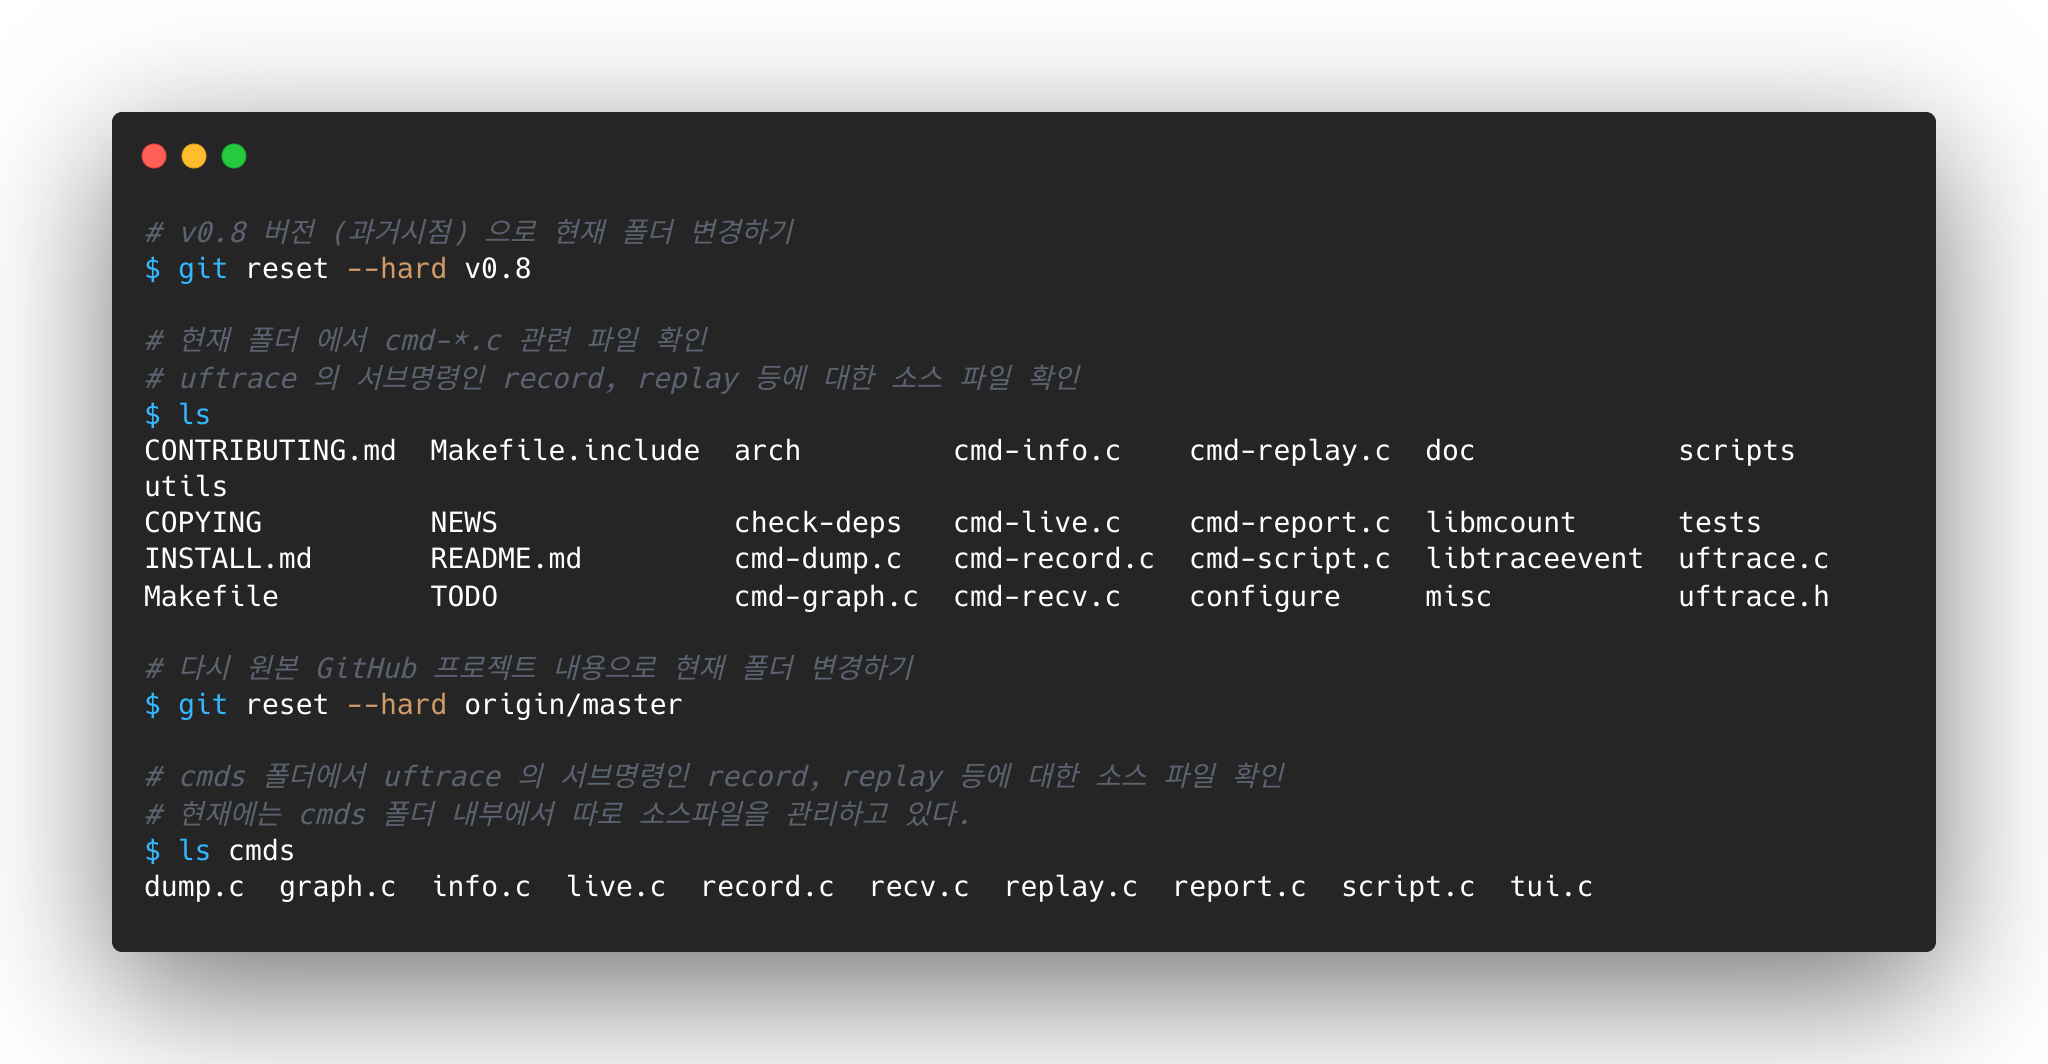 # v0.8 버전 (과거시점) 으로 현재 폴더 변경하기
$ git reset --hard v0.8
# 현재 폴더 에서 cmd-*.c 관련 파일 확인
# uftrace 의 서브명령인 record, replay 등에 대한 소스 파일 확인
$ ls
CONTRIBUTING.md  Makefile.include  arch         cmd-info.c    cmd-replay.c  doc            scripts
utils
COPYING          NEWS              check-deps   cmd-live.c    cmd-report.c  libmcount      tests
INSTALL.md       README.md         cmd-dump.c   cmd-record.c  cmd-script.c  libtraceevent  uftrace.c
Makefile         TODO              cmd-graph.c  cmd-recv.c    configure     misc           uftrace.h
# 다시 원본 GitHub 프로젝트 내용으로 현재 폴더 변경하기
$ git reset --hard origin/master
# cmds 폴더에서 uftrace 의 서브명령인 record, replay 등에 대한 소스 파일 확인
# 현재에는 cmds 폴더 내부에서 따로 소스파일을 관리하고 있다.
$ ls cmds
dump.c  graph.c  info.c  live.c  record.c  recv.c  replay.c  report.c  script.c  tui.c